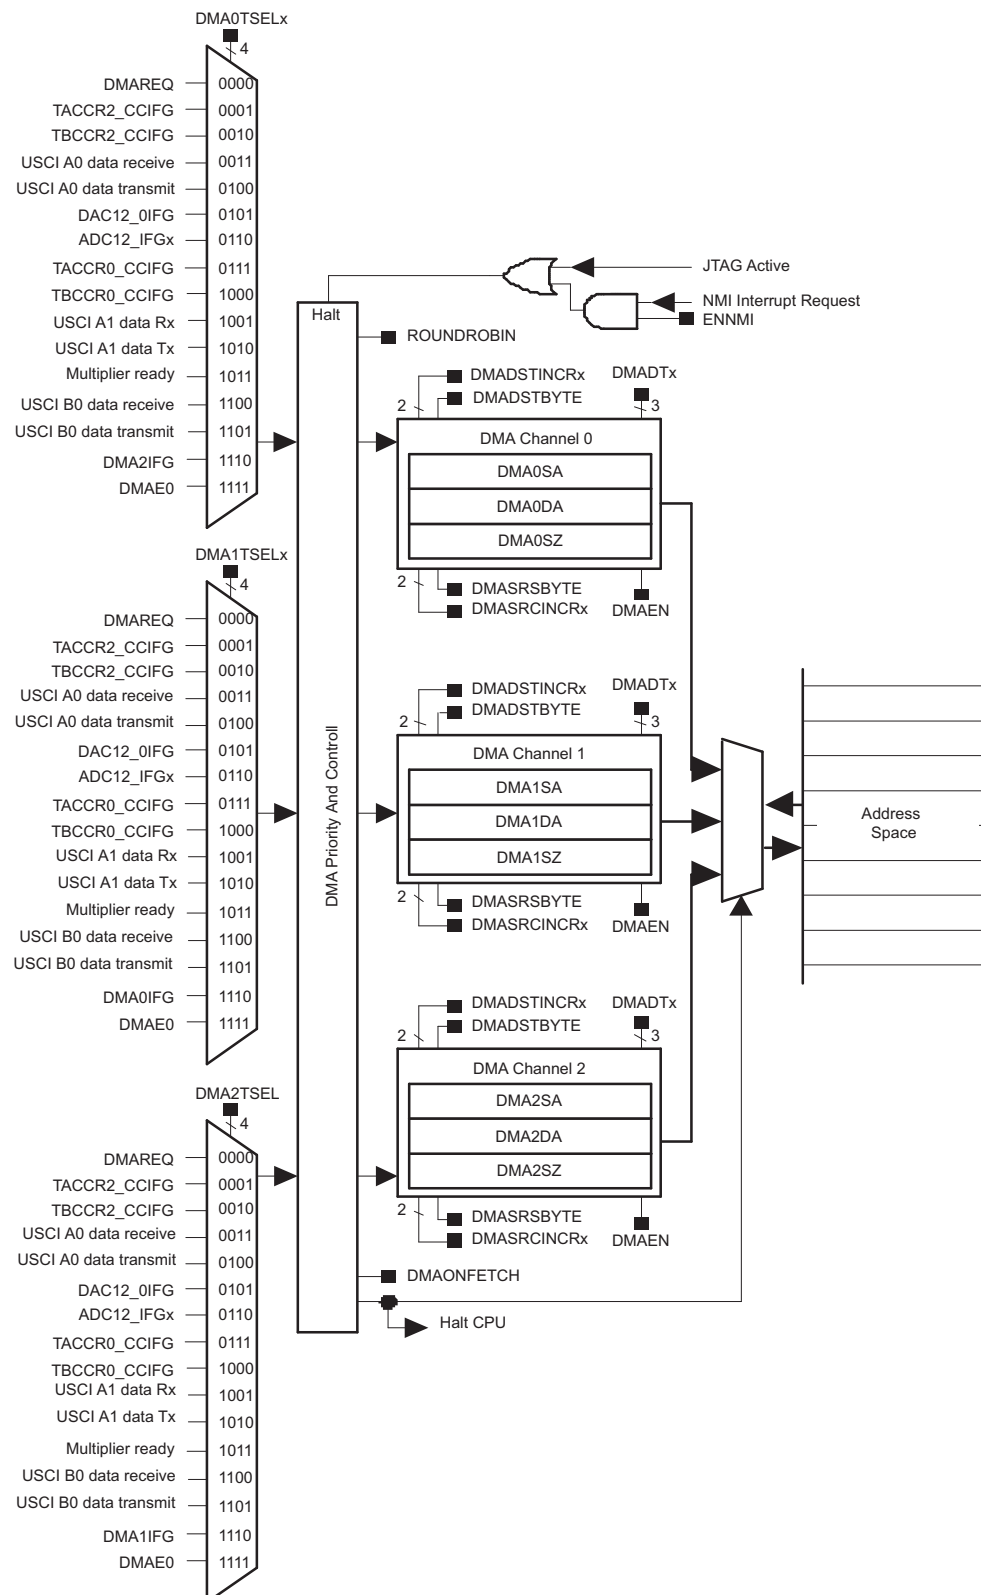 DMA0TSELx
4
DMAREQ 0000
TACCR2_CCIFG 0001
TBCCR2_CCIFG 0010
USCI A0 data receive 0011
USCI A0 data transmit 0100
DAC12_0IFG 0101
ADC12_IFGx 0110
TACCR0_CCIFG 0111
TBCCR0_CCIFG 1000
USCI A1 data Rx 1001
USCI A1 data Tx 1010
Multiplier ready 1011
USCI B0 data receive 1100
USCI B0 data transmit 1101
DMA2IFG 1110
DMAE0 1111
JTAG Active
NMI Interrupt Request
ENNMI
Halt
ROUNDROBIN
DMADSTINCRx
DMADTx
2
DMADSTBYTE
3
DMA Channel 0
DMA0SA
DMA0DA
DMA0SZ
2
DMASRSBYTE
DMASRCINCRx
DMAEN
DMA1TSELx
4
DMAREQ 0000
TACCR2_CCIFG 0001
TBCCR2_CCIFG 0010
USCI A0 data receive 0011
USCI A0 data transmit 0100
DAC12_0IFG 0101
ADC12_IFGx 0110
TACCR0_CCIFG 0111
TBCCR0_CCIFG 1000
USCI A1 data Rx 1001
USCI A1 data Tx 1010
Multiplier ready 1011
USCI B0 data receive 1100
USCI B0 data transmit 1101
DMA0IFG 1110
DMAE0 1111
DMA Priority And Controll
DMADSTINCRx
DMADTx
2
DMADSTBYTE
3
DMA Channel 1
DMA1SA
DMA1DA
DMA1SZ
2
DMASRSBYTE
DMASRCINCRx
DMAEN
Address
Space
DMA2TSEL
4
DMAREQ 0000
TACCR2_CCIFG 0001
TBCCR2_CCIFG 0010
USCI A0 data receive 0011
USCI A0 data transmit 0100
DAC12_0IFG 0101
ADC12_IFGx 0110
TACCR0_CCIFG 0111
TBCCR0_CCIFG 1000
USCI A1 data Rx 1001
USCI A1 data Tx 1010
Multiplier ready 1011
USCI B0 data receive 1100
USCI B0 data transmit 1101
DMA1IFG 1110
DMAE0 1111
DMADSTINCRx
DMADTx
2
DMADSTBYTE
3
DMA Channel 2
DMA2SA
DMA2DA
DMA2SZ
2
DMASRSBYTE
DMASRCINCRx
DMAEN
DMAONFETCH
Halt CPU